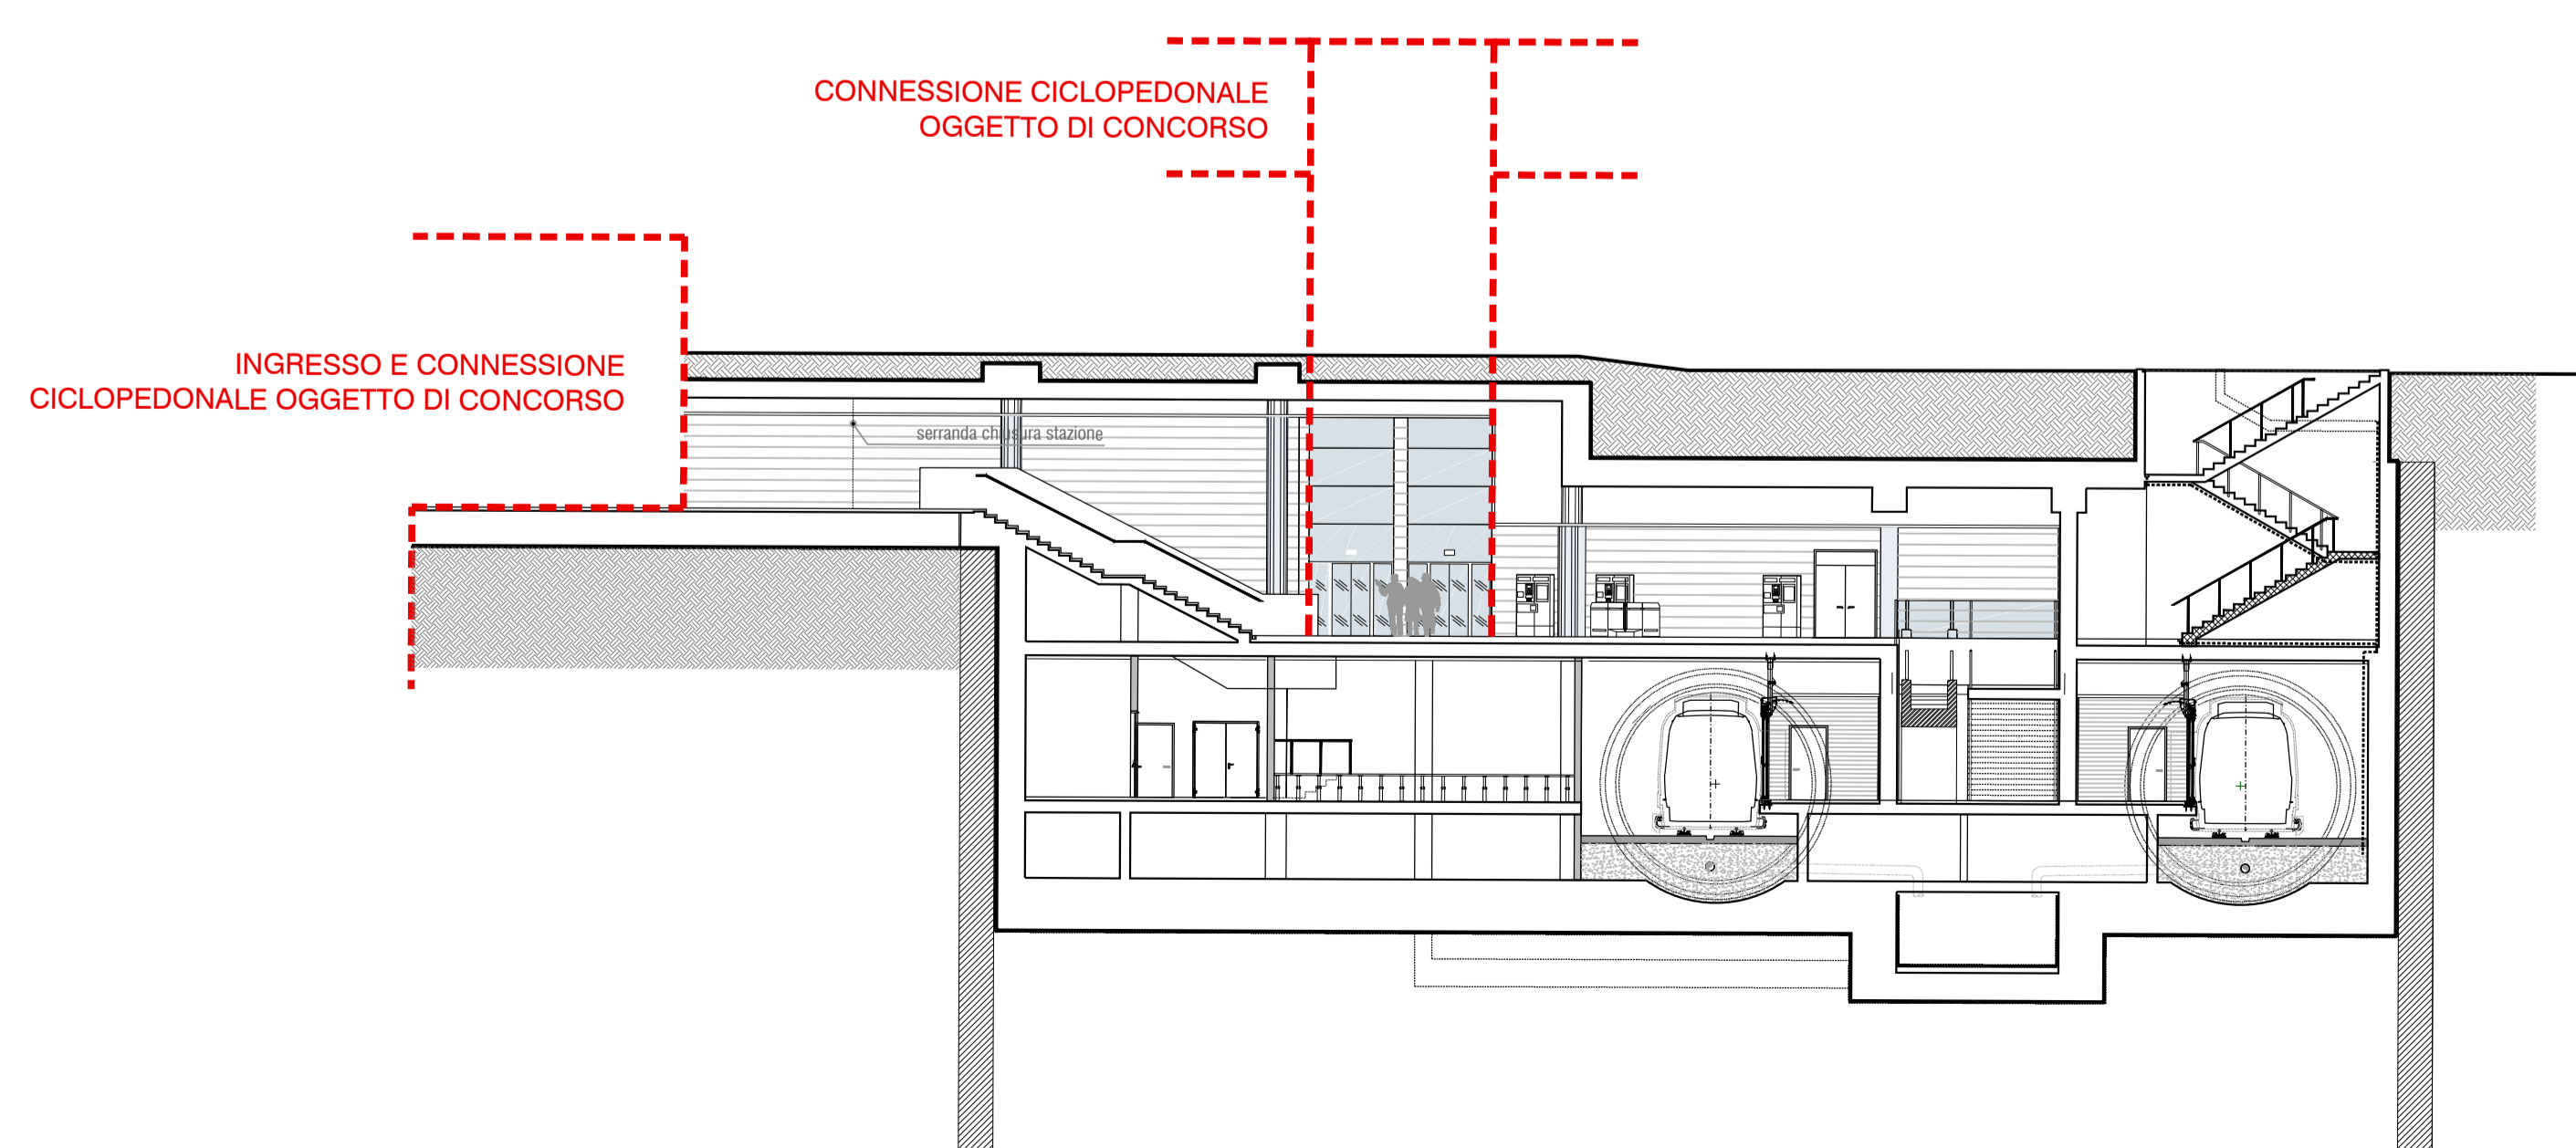 CONNESSIONE CICLOPEDONALE
OGGETTO DI CONCORSO
INGRESSO E CONNESSIONE
CICLOPEDONALE OGGETTO DI CONCORSO
serranda chiusura stazione